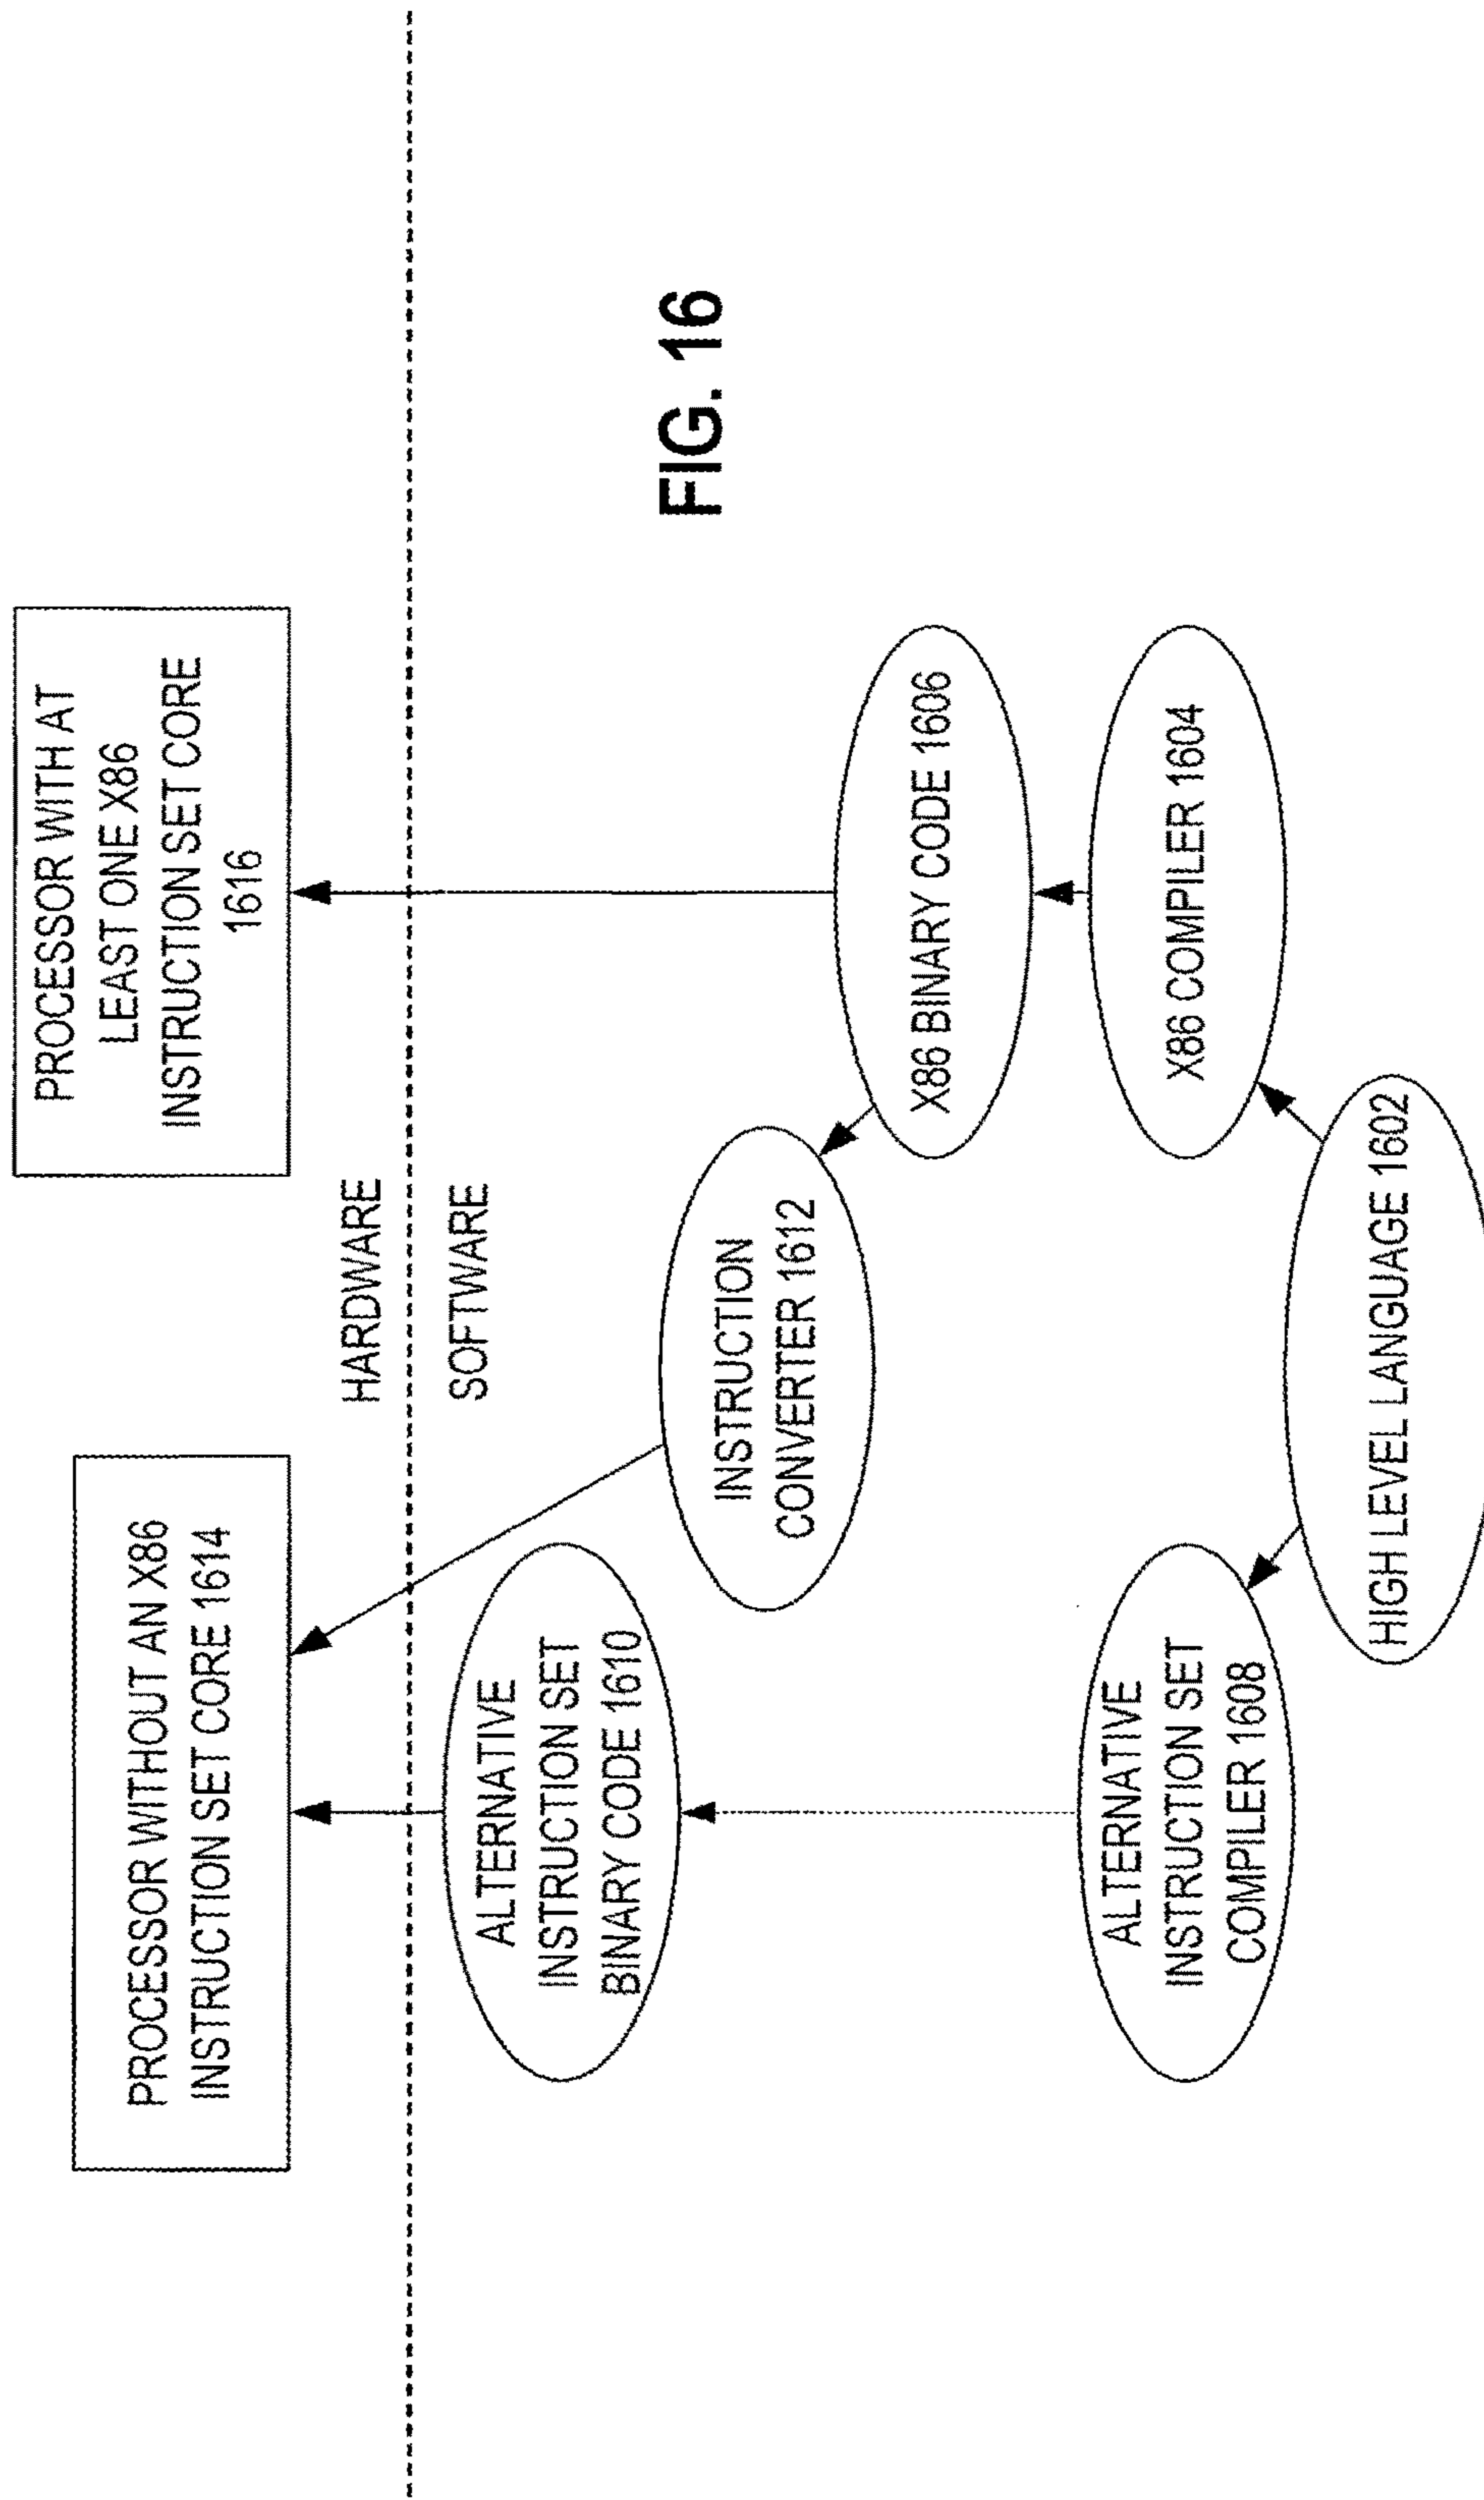 PROCESSOR WITHOUT AN X86
INSTRUCTION SET CORE 1614
PROCESSOR WITH AT
LEAST ONE X86
INSTRUCTION SET CORE
1616
HARDWARE
SOFTWARE
ALTERNATIVE
INSTRUCTION SET
BINARY CODE 1610
INSTRUCTION
CONVERTER 1612
FIG. 16
X86 BINARY CODE 1606
ALTERNATIVE
INSTRUCTION SET
COMPILER 1608
X86 COMPILER 1604
HIGH LEVEL LANGUAGE 1602